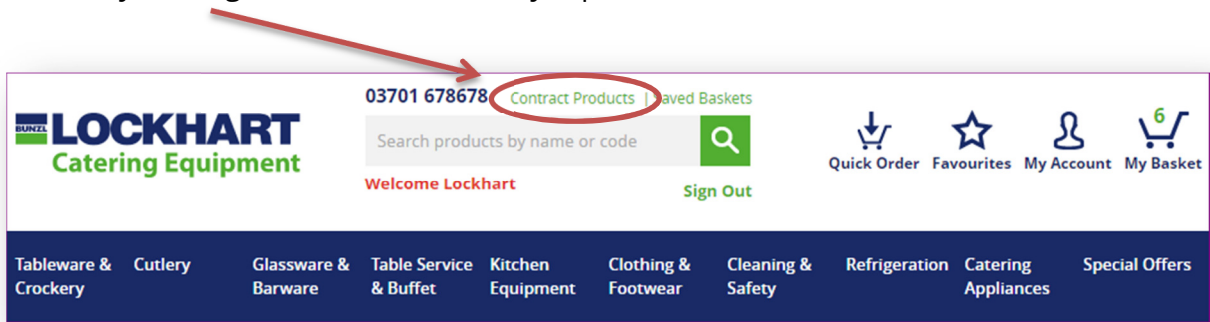 03701 678678 Contract Products | Saved Baskets
BUNZL LOCKHART
Catering Equipment
Search products by name or code
Welcome Lockhart
Sign Out
Quick Order Favourites My Account 6 My Basket
Tableware & Crockery
Cutlery
Glassware & Barware
Table Service & Buffet
Kitchen Equipment
Clothing & Footwear
Cleaning & Safety
Refrigeration
Catering Appliances
Special Offers